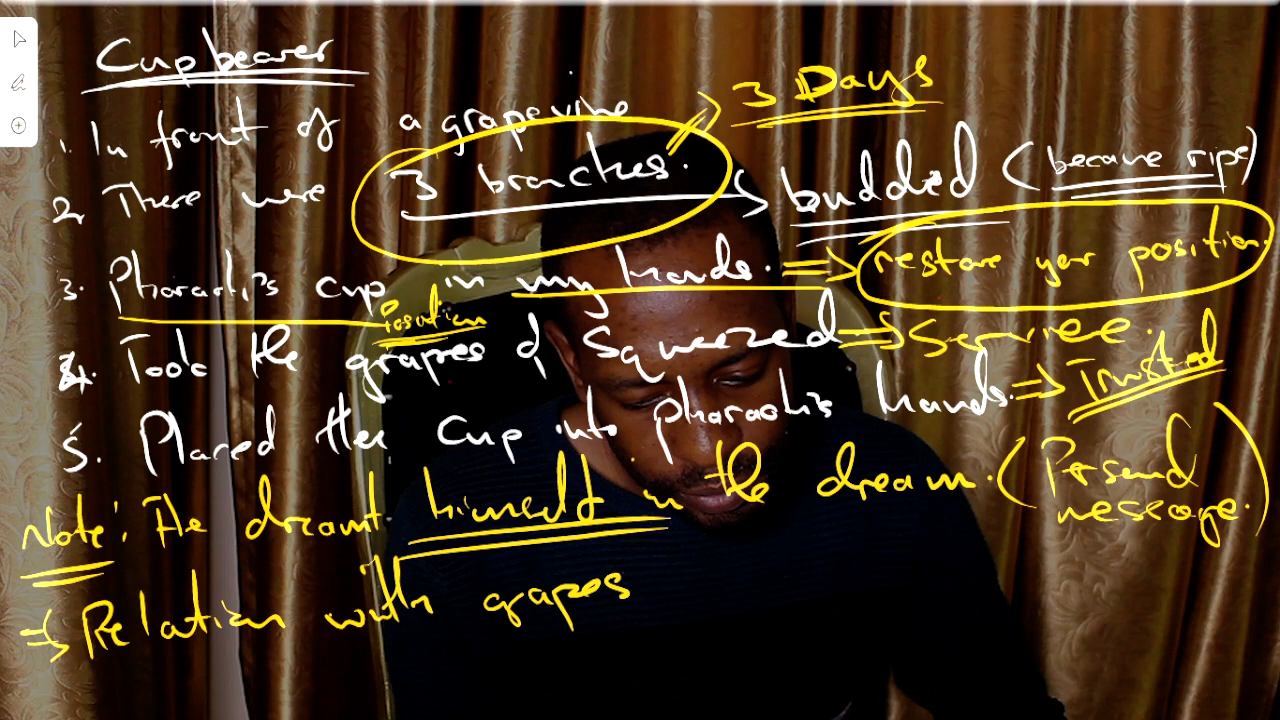 Cupbearer
1. In front of a grapevine
2. There were 3 branches. → budded (became ripe)
⇒ 3 Days
3. Pharaoh's cup in my hands. ⇒ restore your position.
Position
4. Took the grapes & Squeezed ⇒ Service.
5. Placed the Cup into pharaoh's hands. ⇒ Trusted
Note: He dreamt himself in the dream. (Personal message.)
⇒ Relation with grapes